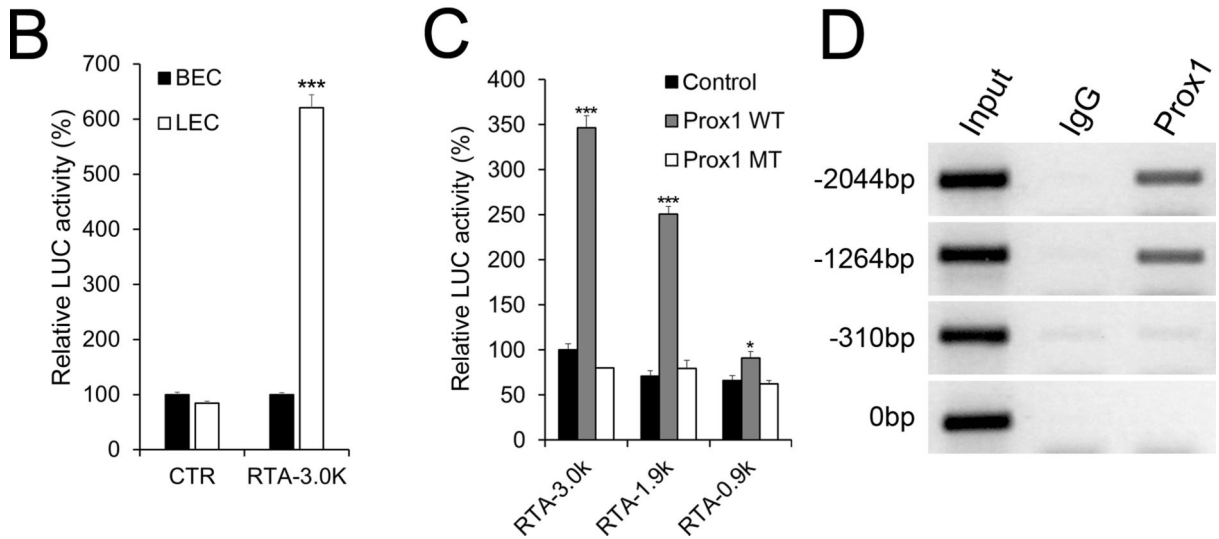 B
Relative LUC activity (%)
700
600
500
400
300
200
100
0
BEC
LEC
***
CTR
RTA-3.0K
C
Relative LUC activity (%)
400
350
300
250
200
150
100
50
0
Control
Prox1 WT
Prox1 MT
***
***
*
RTA-3.0k
RTA-1.9k
RTA-0.9k
D
Input
IgG
Prox1
-2044bp
-1264bp
-310bp
0bp